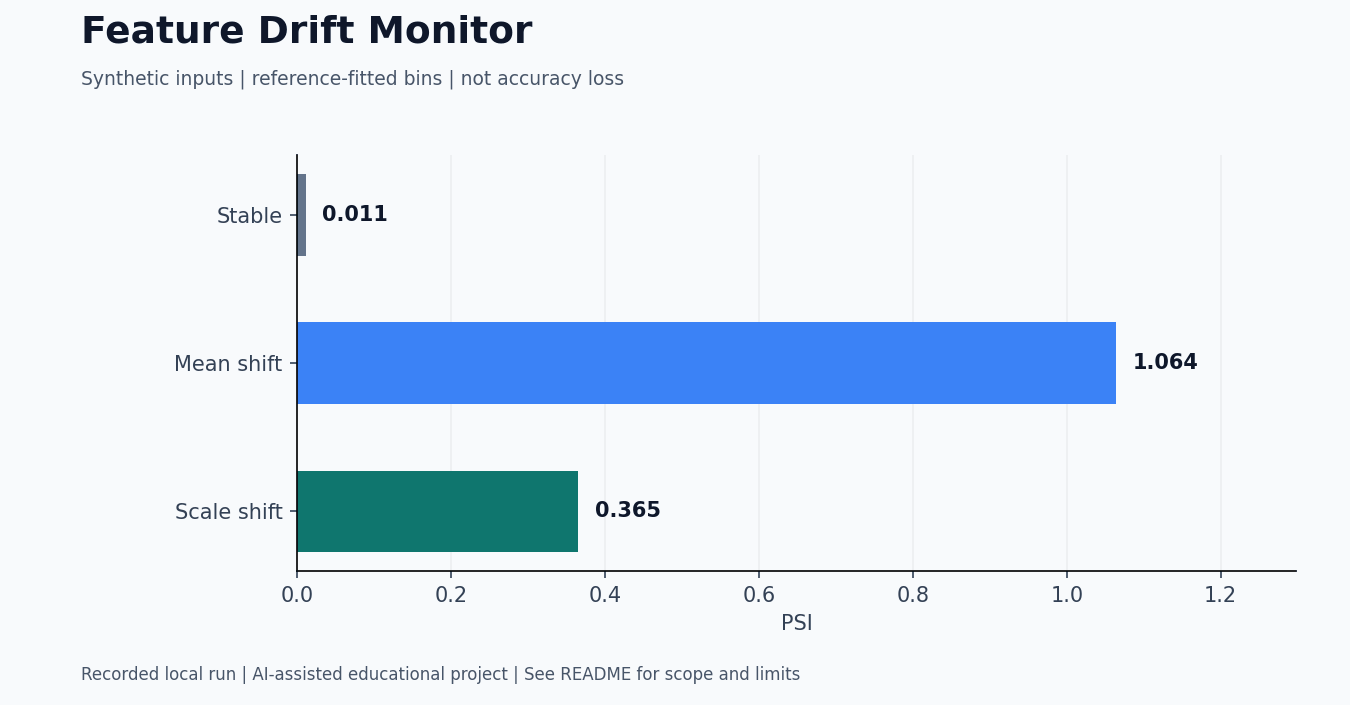 Feature Drift Monitor
Synthetic inputs | reference-fitted bins | not accuracy loss
Stable
0.011
Mean shift
1.064
Scale shift
0.365
0.0 0.2 0.4 0.6 0.8 1.0 1.2
PSI
Recorded local run | AI-assisted educational project | See README for scope and limits